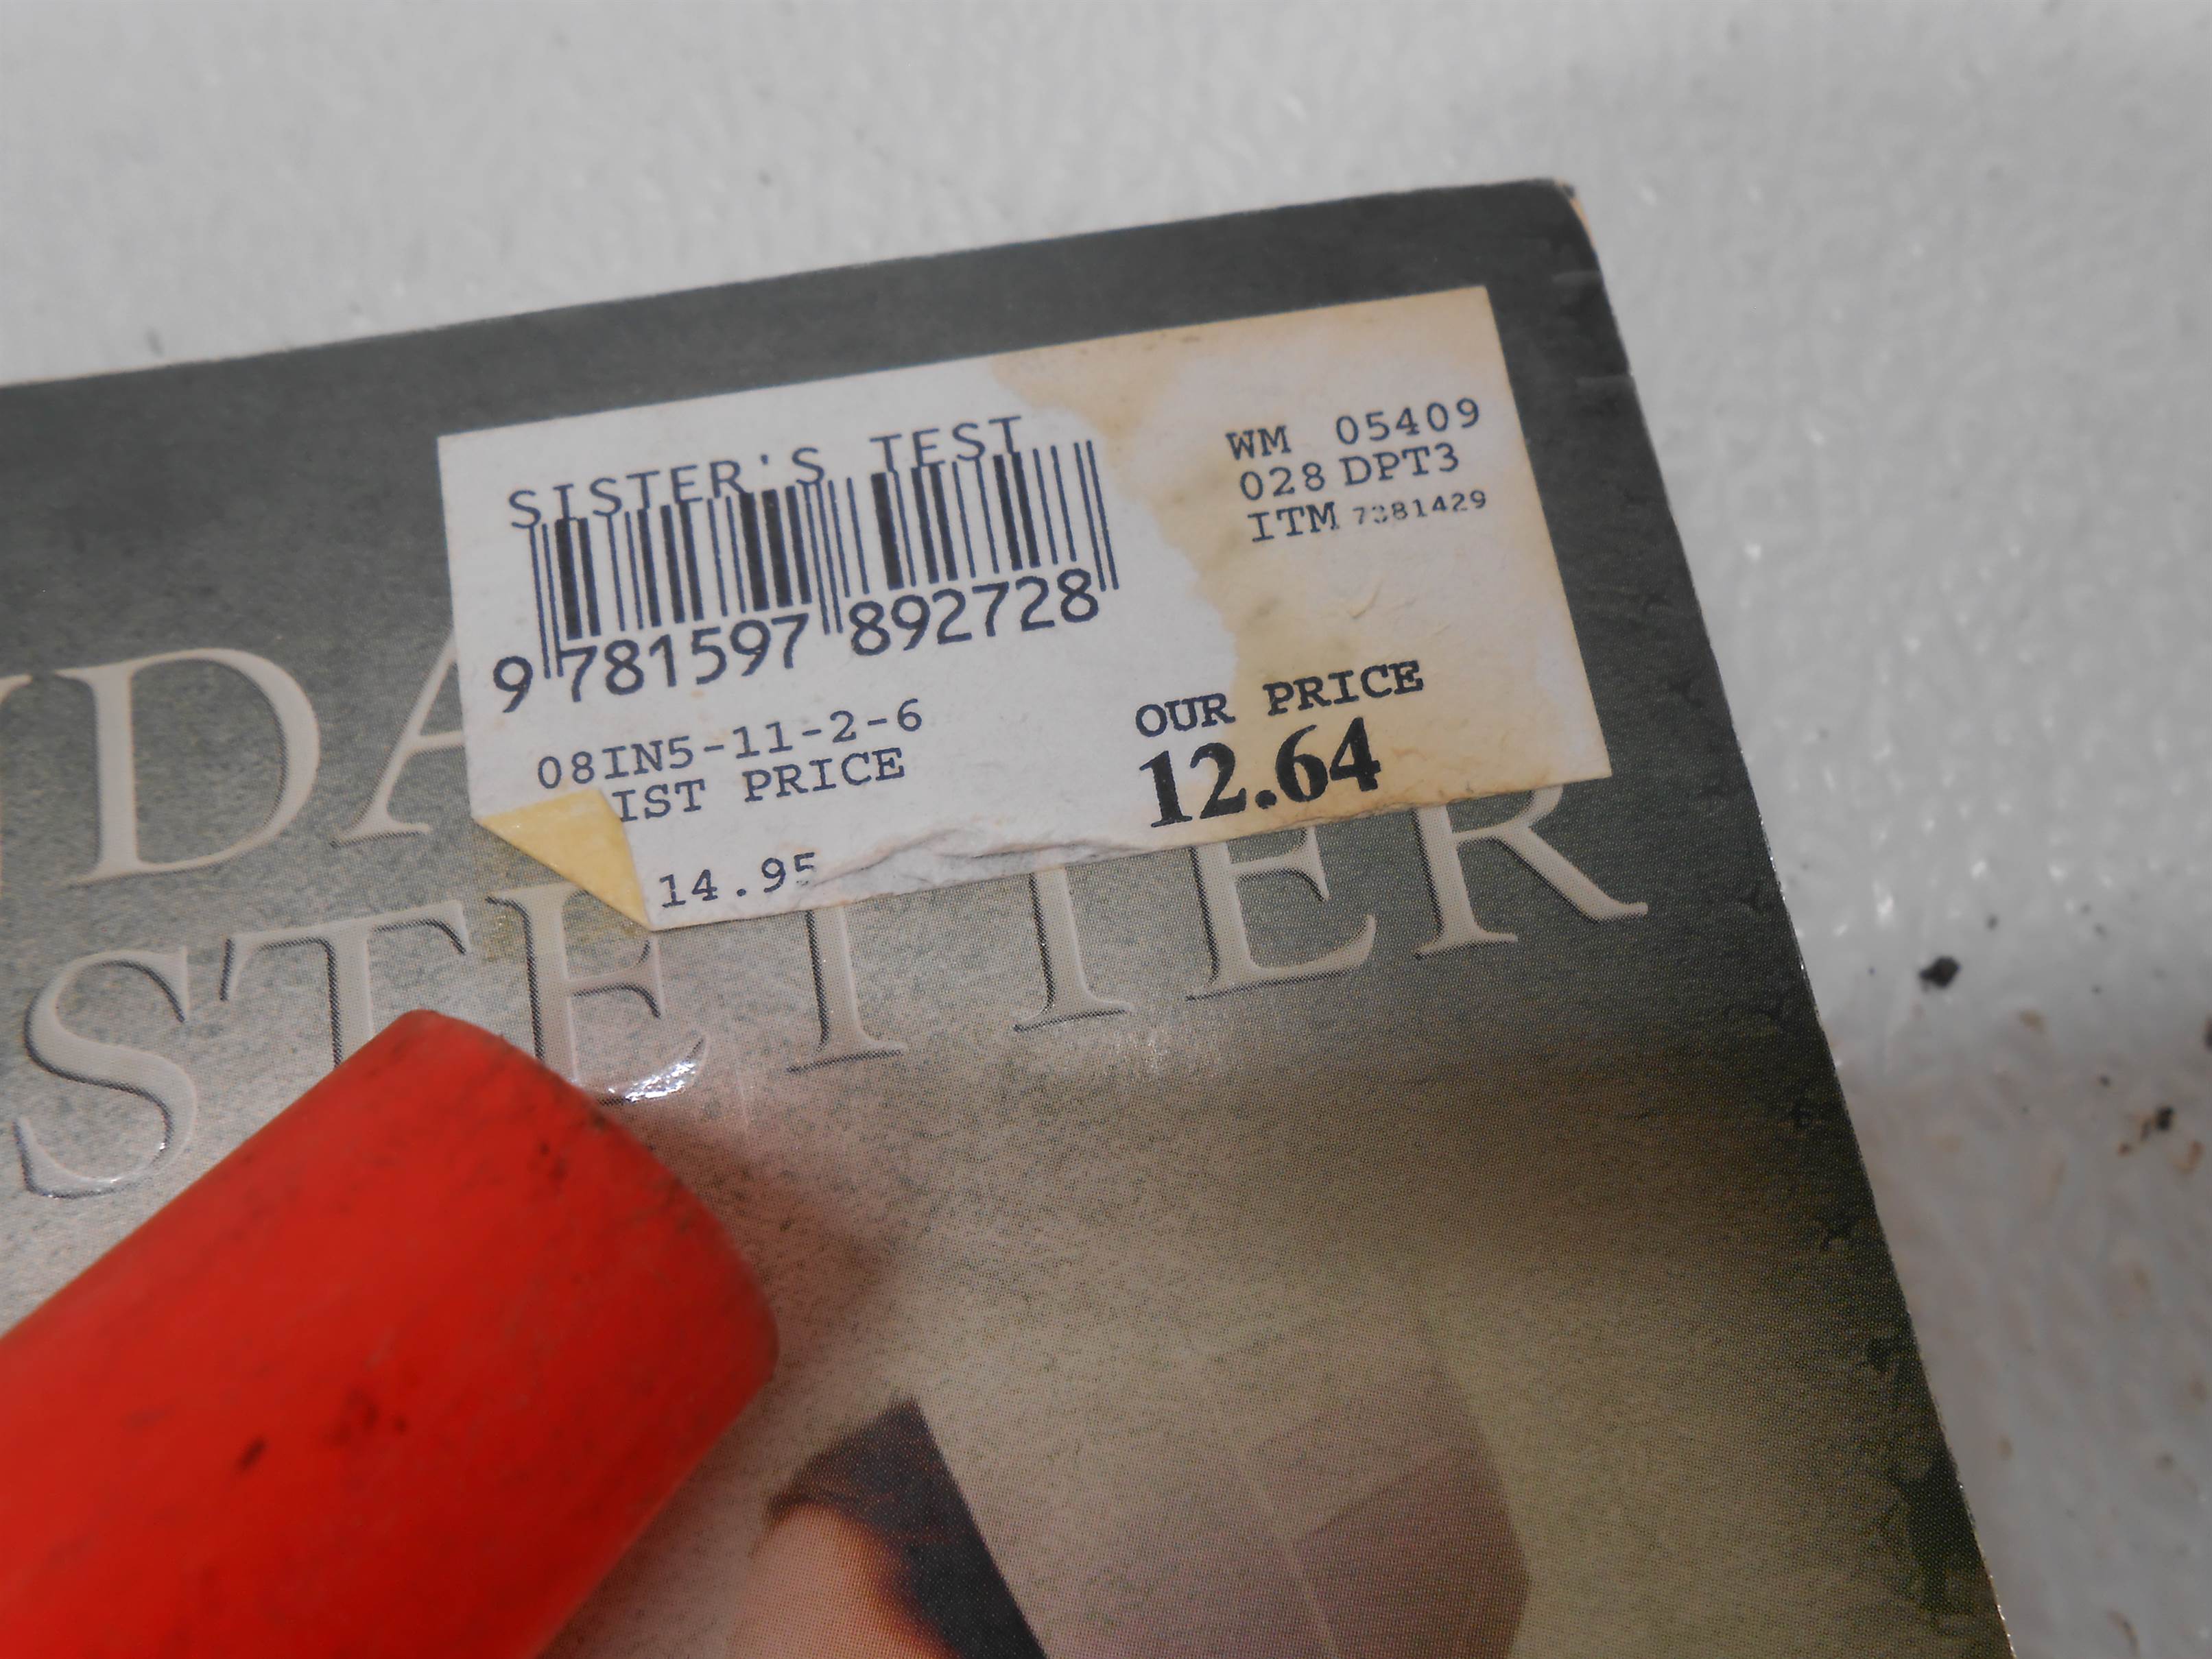 SISTER'S TEST
9 781597 892728
08IN5-11-2-6
IST PRICE
14.95
WM 05409
028 DPT3
ITM 7381429
OUR PRICE
12.64
DA
STETTER